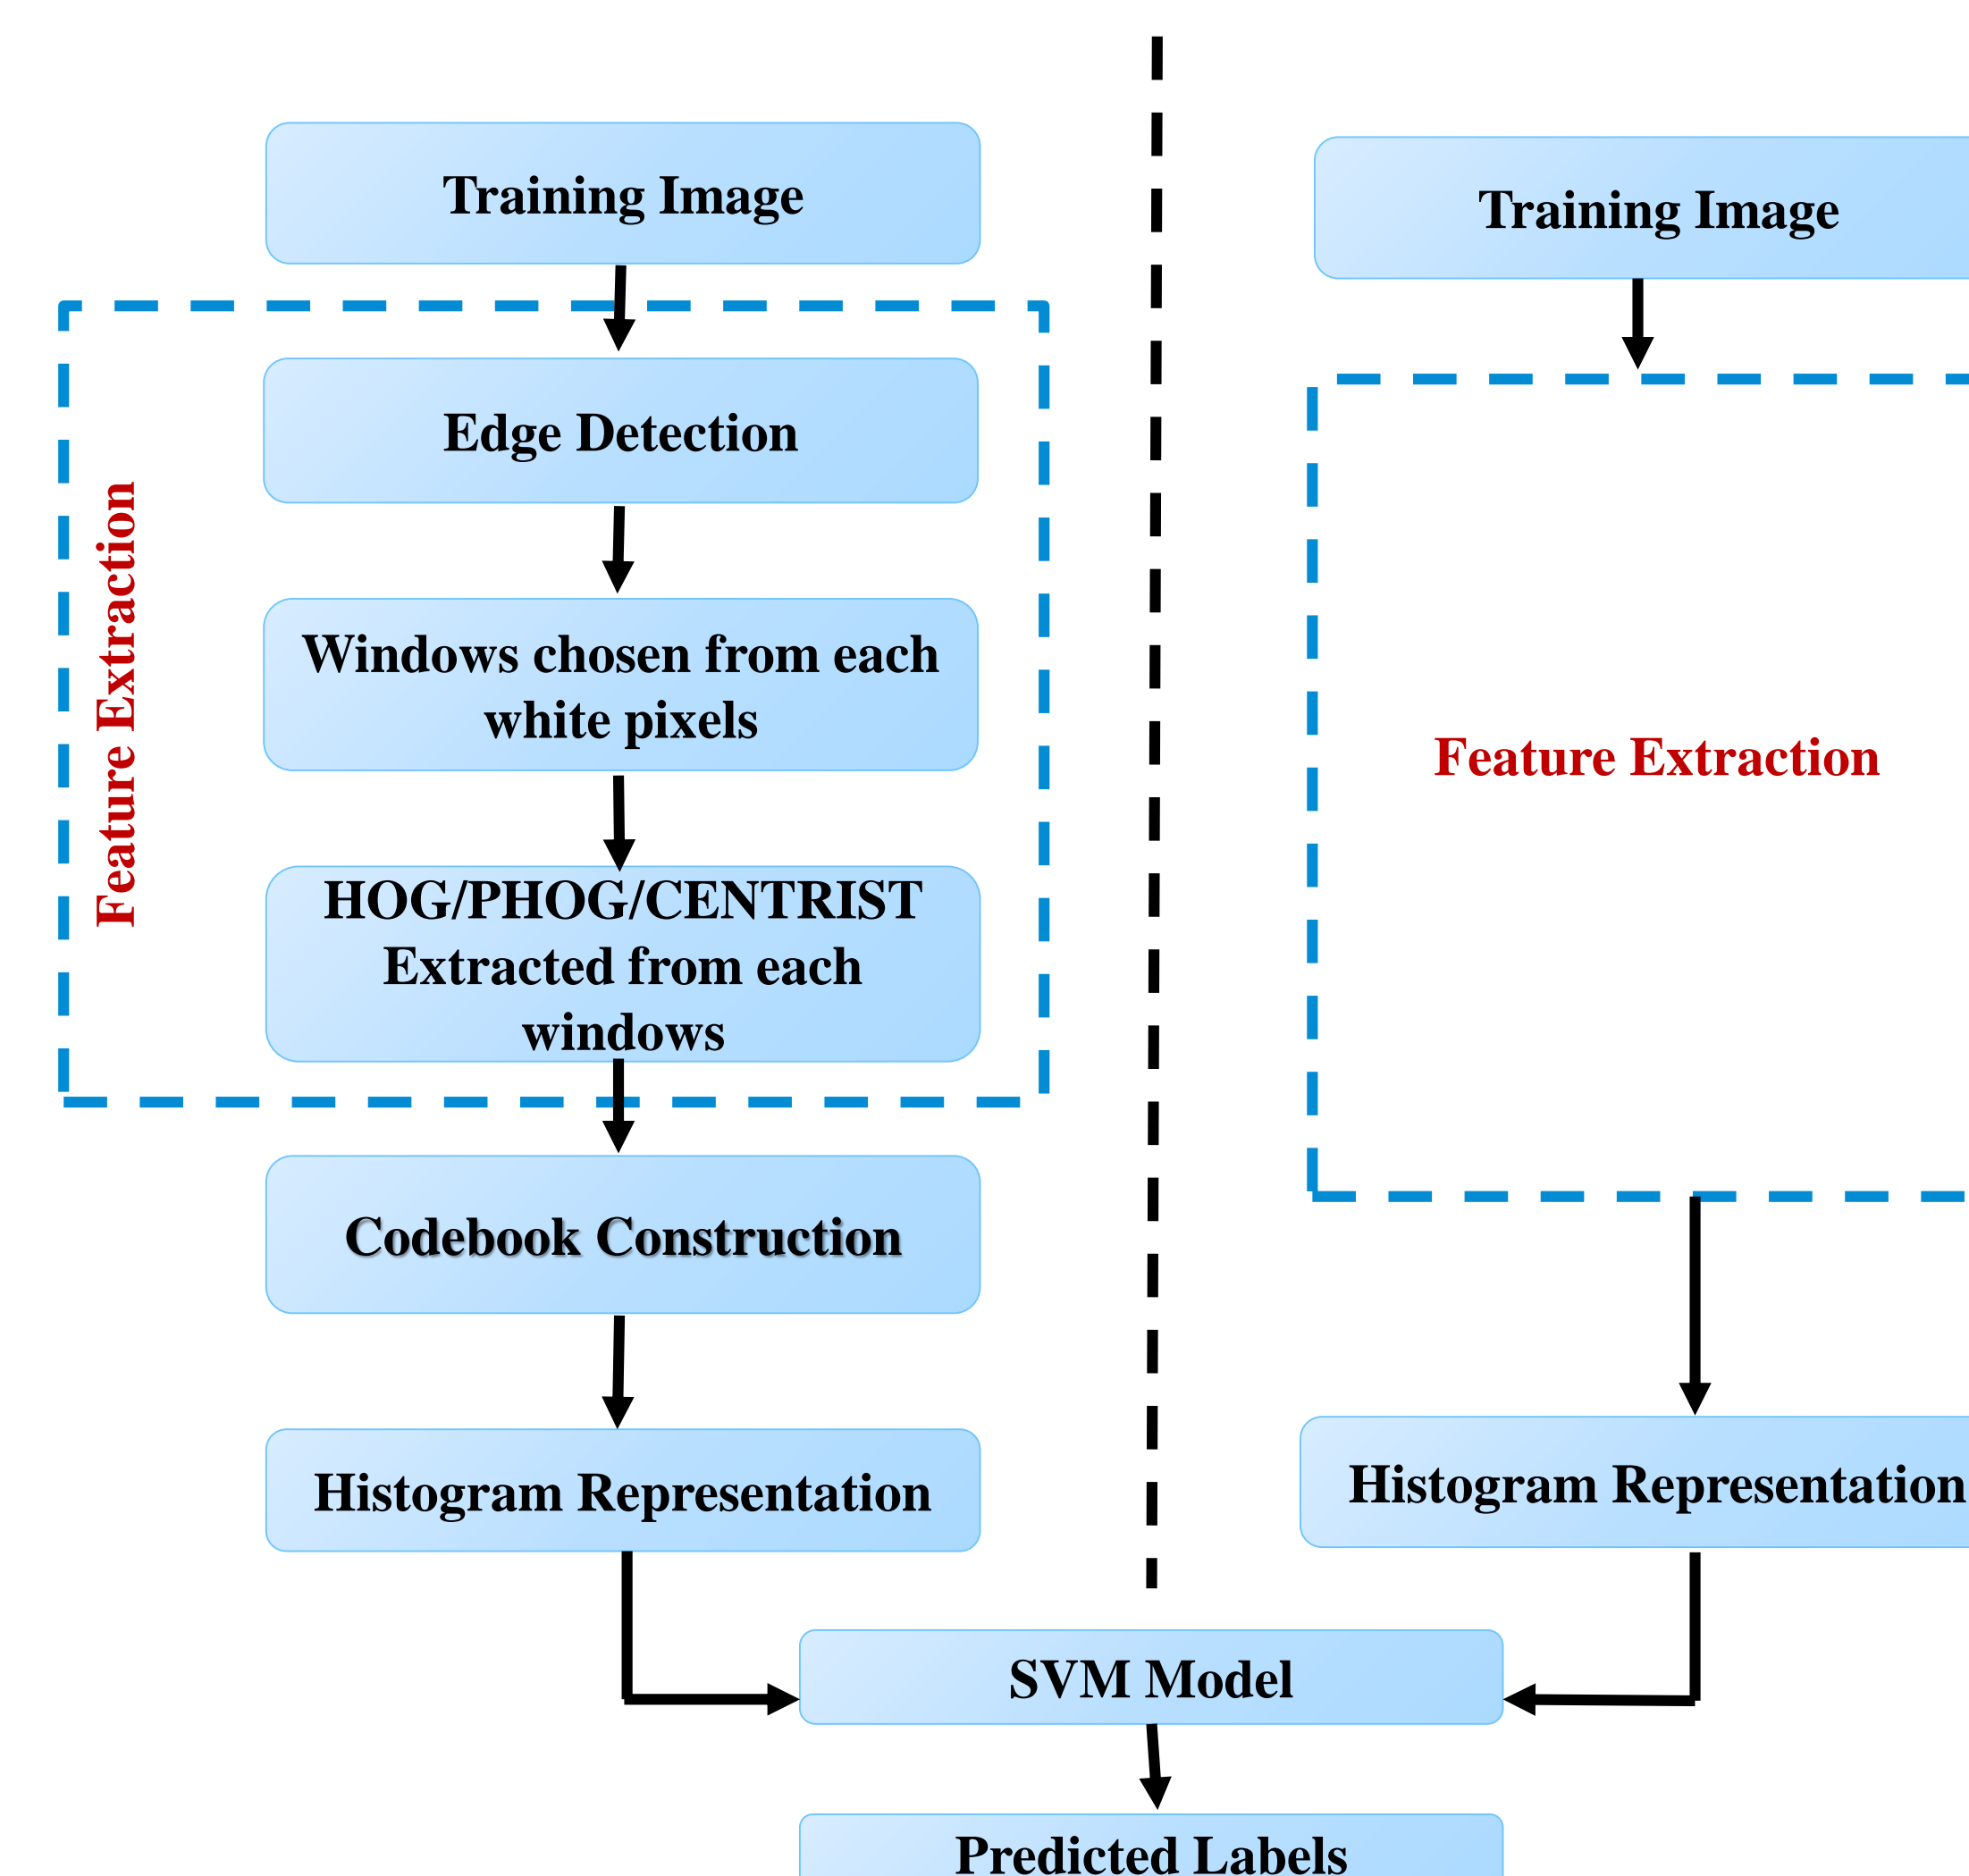 Training Image
Edge Detection
Windows chosen from each
white pixels
HOG/PHOG/CENTRIST
Extracted from each
windows
Feature Extraction
Codebook Construction
Histogram Representation
Training Image
Feature Extraction
Histogram Representation
SVM Model
Predicted Labels